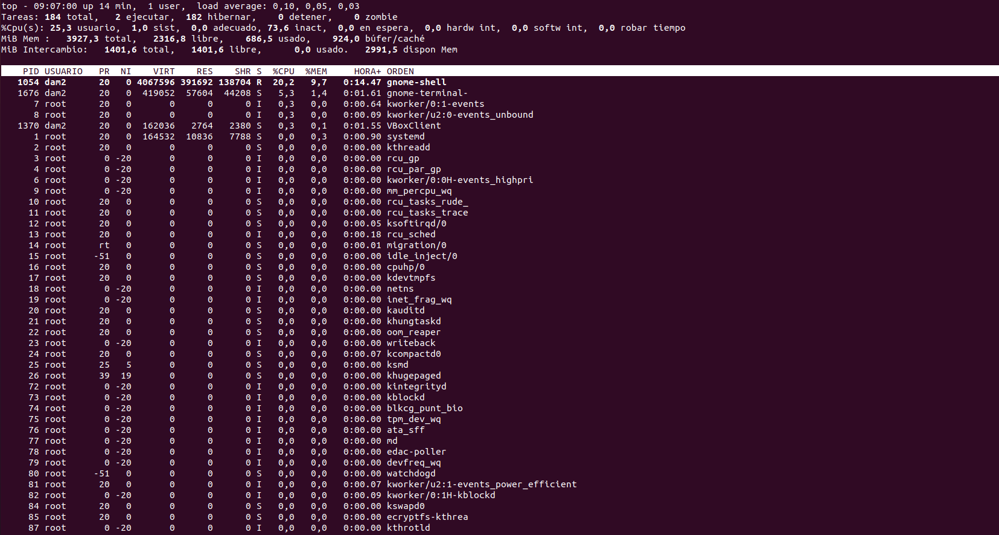 top - 09:07:00 up 14 min,  1 user,  load average: 0,10, 0,05, 0,03
Tareas: 184 total,   2 ejecutar, 182 hibernar,    0 detener,    0 zombie
%Cpu(s): 25,3 usuario,  1,0 sist,  0,0 adecuado, 73,6 inact,  0,0 en espera,  0,0 hardw int,  0,0 softw int,  0,0 robar tiempo
MiB Mem :   3927,3 total,   2316,8 libre,    686,5 usado,    924,0 búfer/caché
MiB Intercambio:   1401,6 total,   1401,6 libre,      0,0 usado.   2991,5 dispon Mem
PID USUARIO   PR  NI    VIRT    RES    SHR S  %CPU  %MEM     HORA+ ORDEN
1054 dam2      20   0 4067596 391692 138704 R  20,2   9,7   0:14.47 gnome-shell
1676 dam2      20   0  419052  57604  44208 S   5,3   1,4   0:01.61 gnome-terminal-
7 root      20   0       0      0      0 I   0,3   0,0   0:00.64 kworker/0:1-events
8 root      20   0       0      0      0 I   0,3   0,0   0:00.09 kworker/u2:0-events_unbound
1370 dam2      20   0  162036   2764   2380 S   0,3   0,1   0:01.55 VBoxClient
1 root      20   0  164532  10836   7788 S   0,0   0,3   0:00.90 systemd
2 root      20   0       0      0      0 S   0,0   0,0   0:00.00 kthreadd
3 root       0 -20       0      0      0 I   0,0   0,0   0:00.00 rcu_gp
4 root       0 -20       0      0      0 I   0,0   0,0   0:00.00 rcu_par_gp
6 root       0 -20       0      0      0 I   0,0   0,0   0:00.00 kworker/0:0H-events_highpri
9 root       0 -20       0      0      0 I   0,0   0,0   0:00.00 mm_percpu_wq
10 root      20   0       0      0      0 S   0,0   0,0   0:00.00 rcu_tasks_rude_
11 root      20   0       0      0      0 S   0,0   0,0   0:00.00 rcu_tasks_trace
12 root      20   0       0      0      0 S   0,0   0,0   0:00.05 ksoftirqd/0
13 root      20   0       0      0      0 I   0,0   0,0   0:00.18 rcu_sched
14 root      rt   0       0      0      0 S   0,0   0,0   0:00.01 migration/0
15 root     -51   0       0      0      0 S   0,0   0,0   0:00.00 idle_inject/0
16 root      20   0       0      0      0 S   0,0   0,0   0:00.00 cpuhp/0
17 root      20   0       0      0      0 S   0,0   0,0   0:00.00 kdevtmpfs
18 root       0 -20       0      0      0 I   0,0   0,0   0:00.00 netns
19 root       0 -20       0      0      0 I   0,0   0,0   0:00.00 inet_frag_wq
20 root      20   0       0      0      0 S   0,0   0,0   0:00.00 kauditd
21 root      20   0       0      0      0 S   0,0   0,0   0:00.00 khungtaskd
22 root      20   0       0      0      0 S   0,0   0,0   0:00.00 oom_reaper
23 root       0 -20       0      0      0 I   0,0   0,0   0:00.00 writeback
24 root      20   0       0      0      0 S   0,0   0,0   0:00.07 kcompactd0
25 root      25   5       0      0      0 S   0,0   0,0   0:00.00 ksmd
26 root      39  19       0      0      0 S   0,0   0,0   0:00.00 khugepaged
72 root       0 -20       0      0      0 I   0,0   0,0   0:00.00 kintegrityd
73 root       0 -20       0      0      0 I   0,0   0,0   0:00.00 kblockd
74 root       0 -20       0      0      0 I   0,0   0,0   0:00.00 blkcg_punt_bio
75 root       0 -20       0      0      0 I   0,0   0,0   0:00.00 tpm_dev_wq
76 root       0 -20       0      0      0 I   0,0   0,0   0:00.00 ata_sff
77 root       0 -20       0      0      0 I   0,0   0,0   0:00.00 md
78 root       0 -20       0      0      0 I   0,0   0,0   0:00.00 edac-poller
79 root       0 -20       0      0      0 I   0,0   0,0   0:00.00 devfreq_wq
80 root     -51   0       0      0      0 S   0,0   0,0   0:00.00 watchdogd
81 root      20   0       0      0      0 I   0,0   0,0   0:00.07 kworker/u2:1-events_power_efficient
82 root       0 -20       0      0      0 I   0,0   0,0   0:00.09 kworker/0:1H-kblockd
84 root      20   0       0      0      0 S   0,0   0,0   0:00.00 kswapd0
85 root      20   0       0      0      0 S   0,0   0,0   0:00.00 ecryptfs-kthrea
87 root       0 -20       0      0      0 I   0,0   0,0   0:00.00 kthrotld